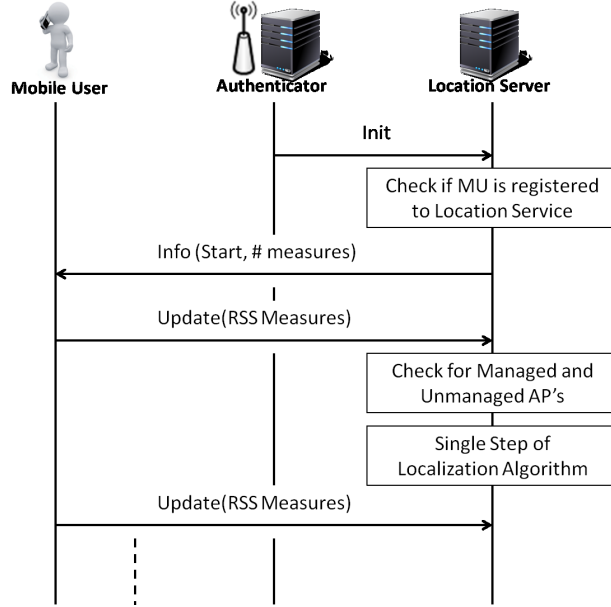 Mobile User
Authenticator
Location Server
Init
Check if MU is registered
to Location Service
Info (Start, # measures)
Update(RSS Measures)
Check for Managed and
Unmanaged AP's
Single Step of
Localization Algorithm
Update(RSS Measures)